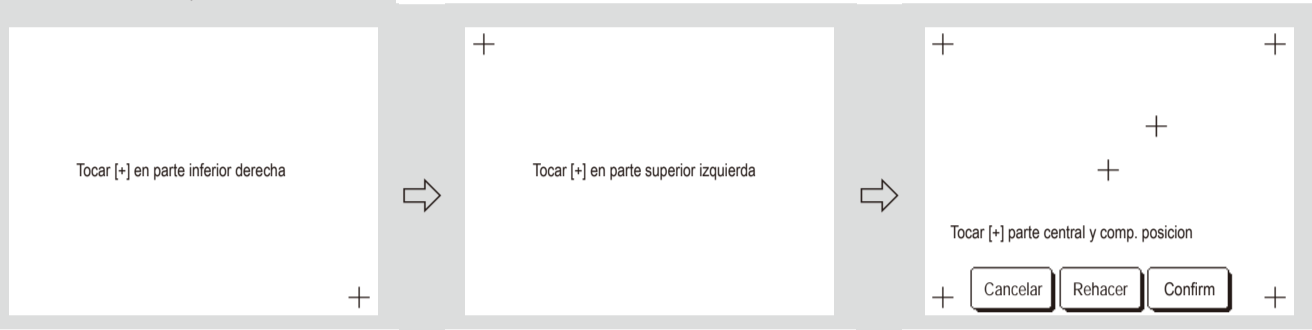 Tocar [+] en parte inferior derecha
Tocar [+] en parte superior izquierda
Tocar [+] parte central y comp. posicion
Cancelar
Rehacer
Confirm